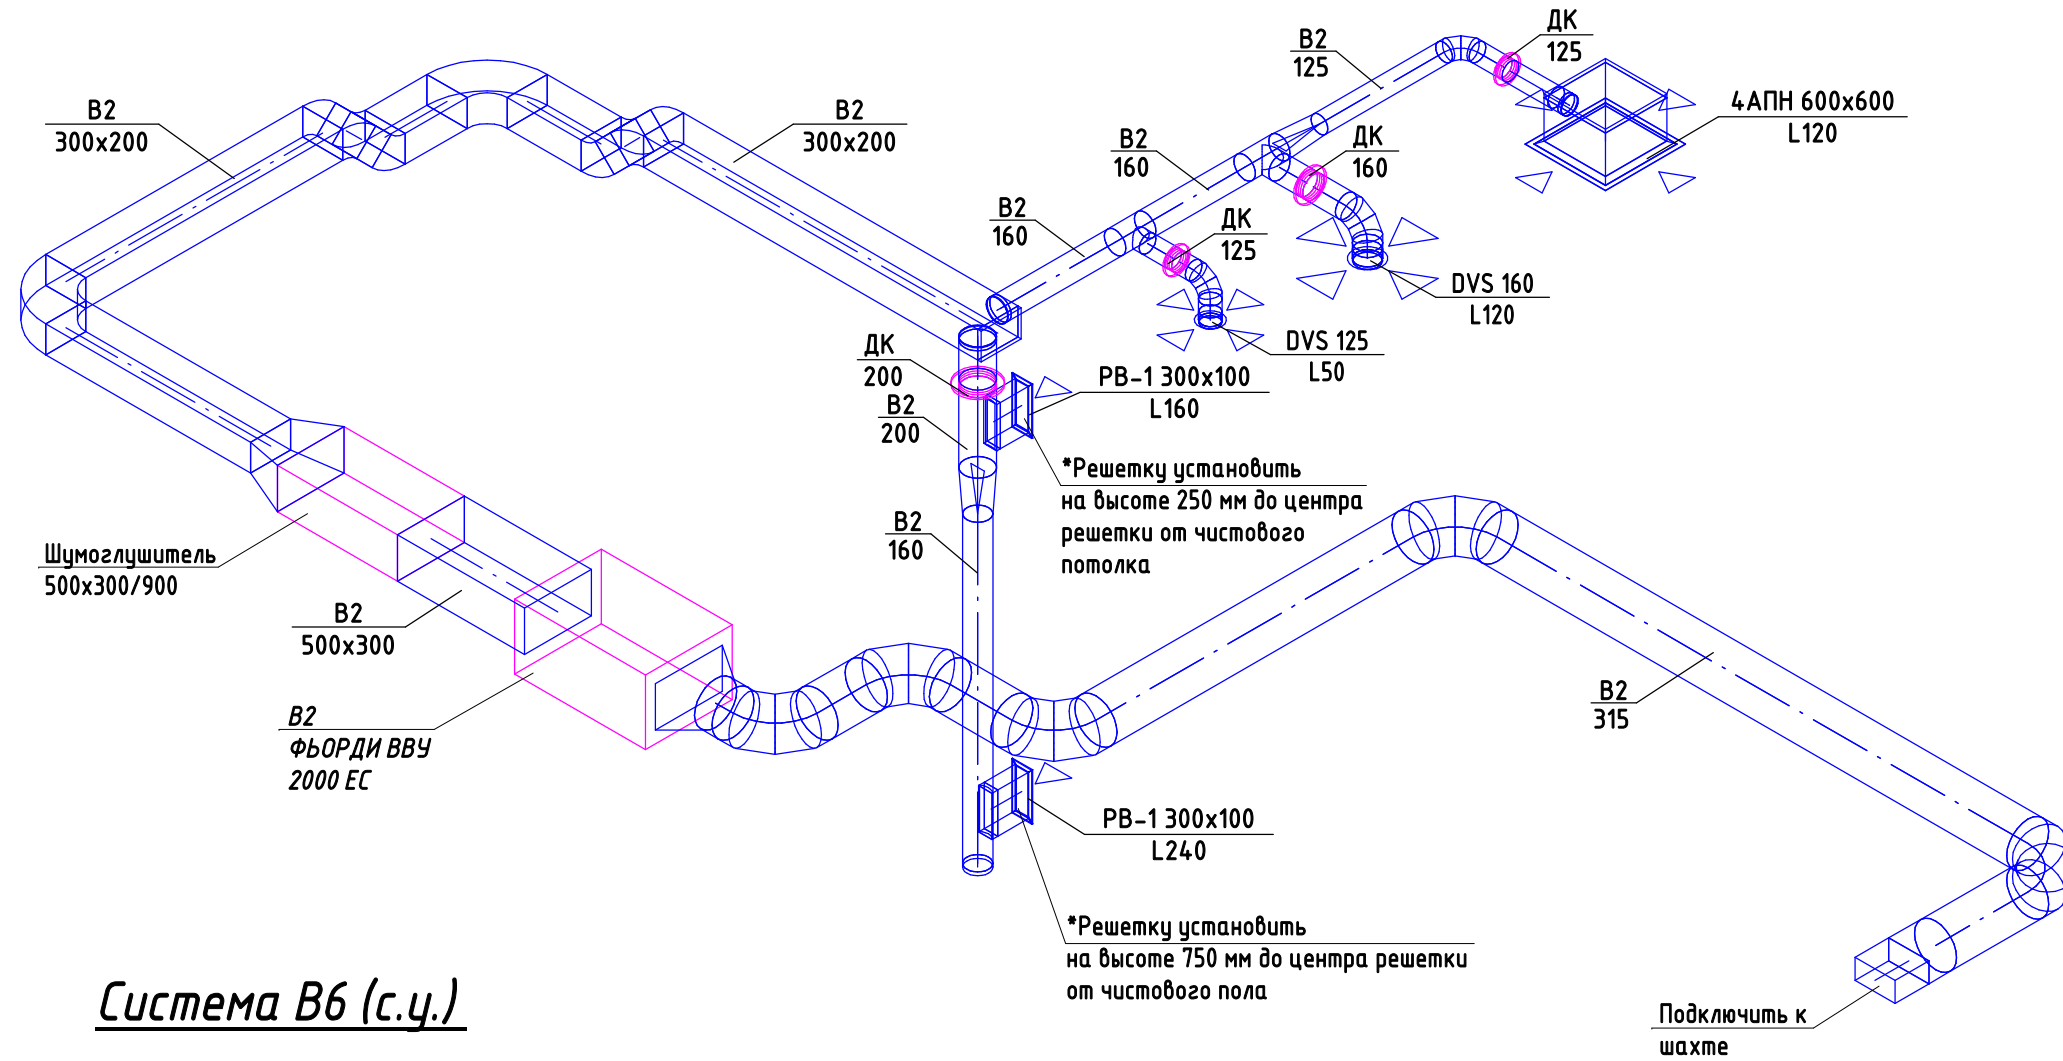 ДК
125
В2
125
4АПН 600х600
L120
В2
300х200
В2
300х200
В2
160
ДК
160
В2
160
ДК
125
DVS 160
L120
DVS 125
L50
ДК
200
В2
200
РВ-1 300х100
L160
*Решетку установить
на высоте 250 мм до центра
решетки от чистового
потолка
В2
160
Шумоглушитель
500х300/900
В2
500х300
В2
ФЬОРДИ ВВУ
2000 ЕС
В2
315
РВ-1 300х100
L240
*Решетку установить
на высоте 750 мм до центра решетки
от чистового пола
Система В6 (с.у.)
Подключить к
шахте